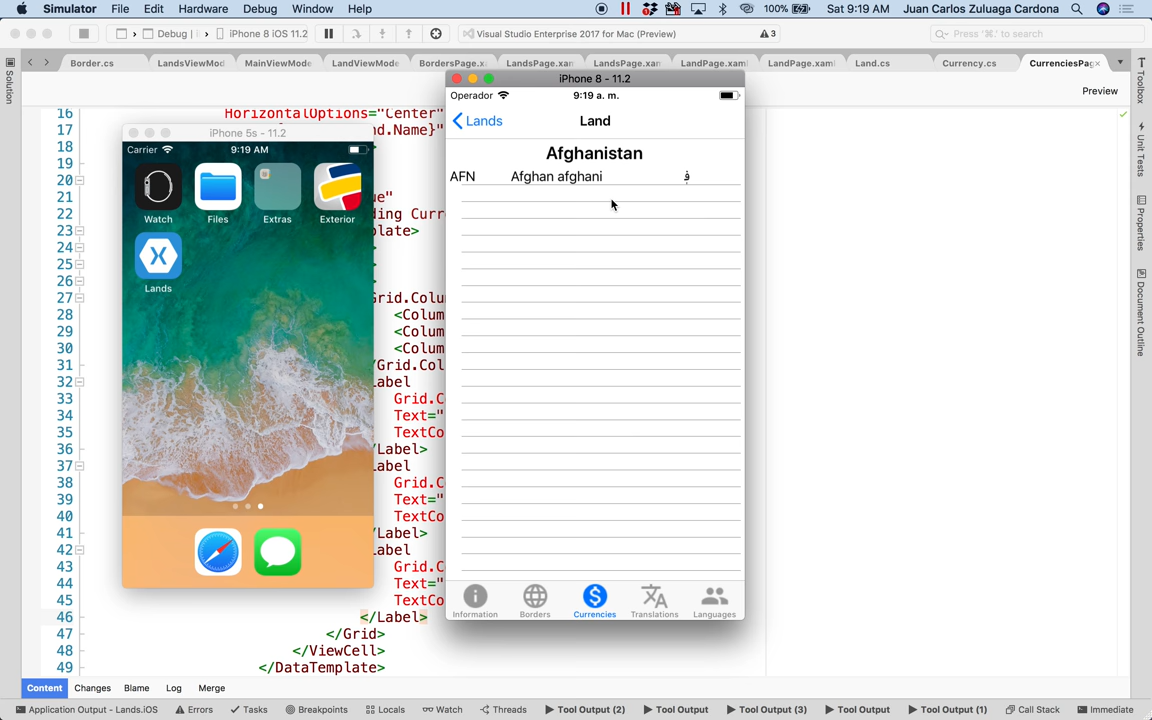 Simulator File Edit Hardware Debug Window Help 100% Sat 9:19 AM Juan Carlos Zuluaga Cardona
Debug | iPhone 8 iOS 11.2 Visual Studio Enterprise 2017 for Mac (Preview) 3 Press '⌘.' to search
Border.cs LandsViewMod MainViewMode LandViewMode BordersPage.x LandsPage.xan LandsPage.xan LandPage.xaml LandPage.xaml Land.cs Currency.cs CurrenciesPag
Solution
Toolbox
Unit Tests
Properties
Document Outline
Preview
16 HorizontalOptions="Center"
17 nd.Name}"
18
19
20
21 ue"
22 ding Curr
23 plate>
24
25
26
27 Grid.Colu
28 <Colum
29 <Colum
30 <Colum
31 /Grid.Col
32 Label
33 Grid.C
34 Text="
35 TextCo
36 /Label>
37 Label
38 Grid.C
39 Text="
40 TextCo
41 /Label>
42 Label
43 Grid.C
44 Text="
45 TextCo
46 </Label>
47 </Grid>
48 </ViewCell>
49 </DataTemplate>
iPhone 5s - 11.2
Carrier 9:19 AM
Watch Files Extras Exterior
Lands
iPhone 8 - 11.2
Operador 9:19 a. m.
Lands Land
Afghanistan
AFN Afghan afghani ؋
Information Borders Currencies Translations Languages
Content Changes Blame Log Merge
Application Output - Lands.iOS Errors Tasks Breakpoints Locals Watch Threads Tool Output (2) Tool Output Tool Output (3) Tool Output Tool Output (1) Call Stack Immediate